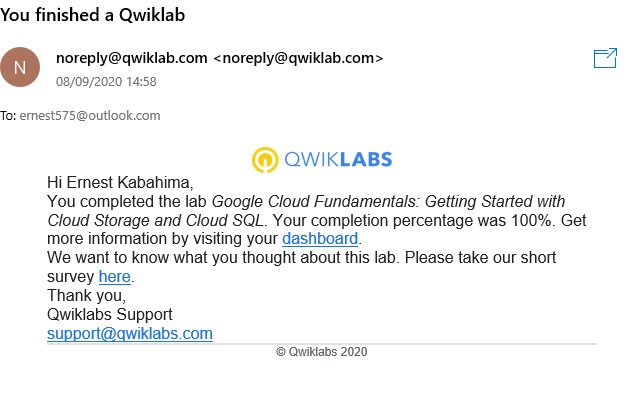 You finished a Qwiklab
N
noreply@qwiklab.com <noreply@qwiklab.com>
08/09/2020 14:58
To: ernest575@outlook.com
QWIKLABS
Hi Ernest Kabahima,
You completed the lab Google Cloud Fundamentals: Getting Started with
Cloud Storage and Cloud SQL. Your completion percentage was 100%. Get
more information by visiting your dashboard.
We want to know what you thought about this lab. Please take our short
survey here.
Thank you,
Qwiklabs Support
support@qwiklabs.com
© Qwiklabs 2020